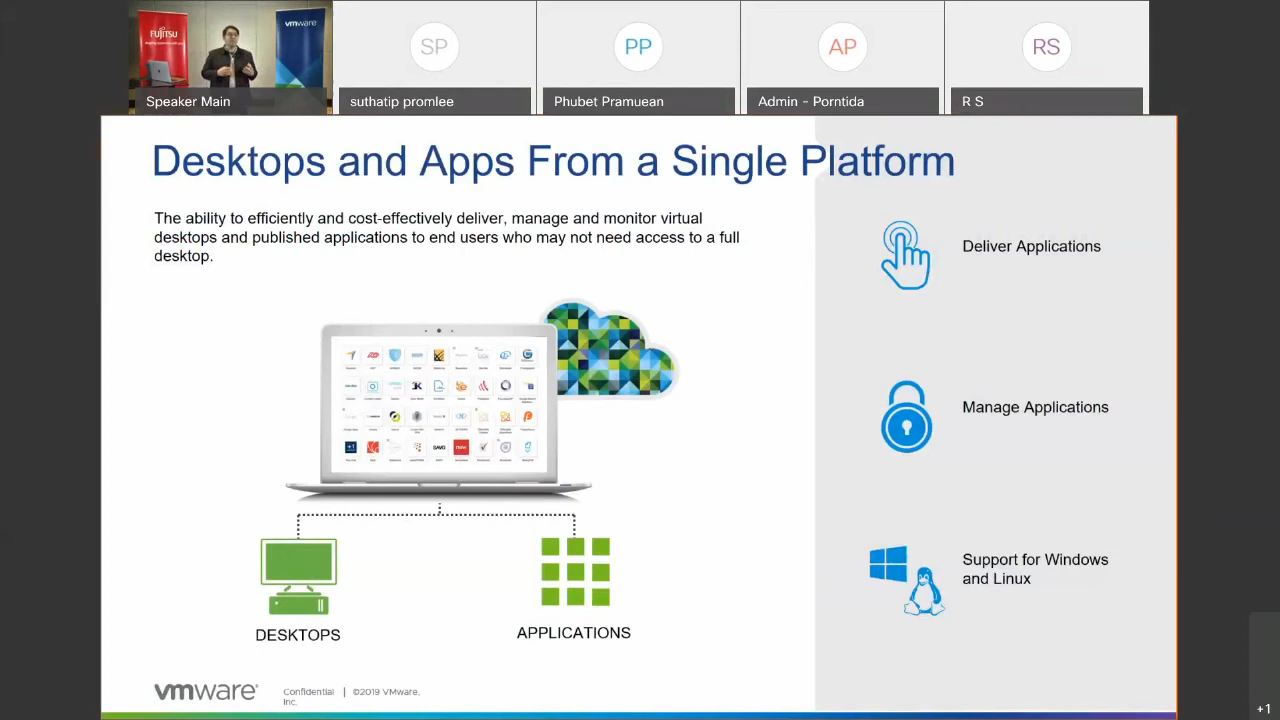 FUJITSU
vmware
SP
PP
AP
RS
Speaker Main
suthatip promlee
Phubet Pramuean
Admin - Porntida
R S
Desktops and Apps From a Single Platform
The ability to efficiently and cost-effectively deliver, manage and monitor virtual
desktops and published applications to end users who may not need access to a full
desktop.
Deliver Applications
Manage Applications
Support for Windows
and Linux
SAVO
now
DESKTOPS
APPLICATIONS
vmware
Confidential | ©2019 VMware,
Inc.
+1